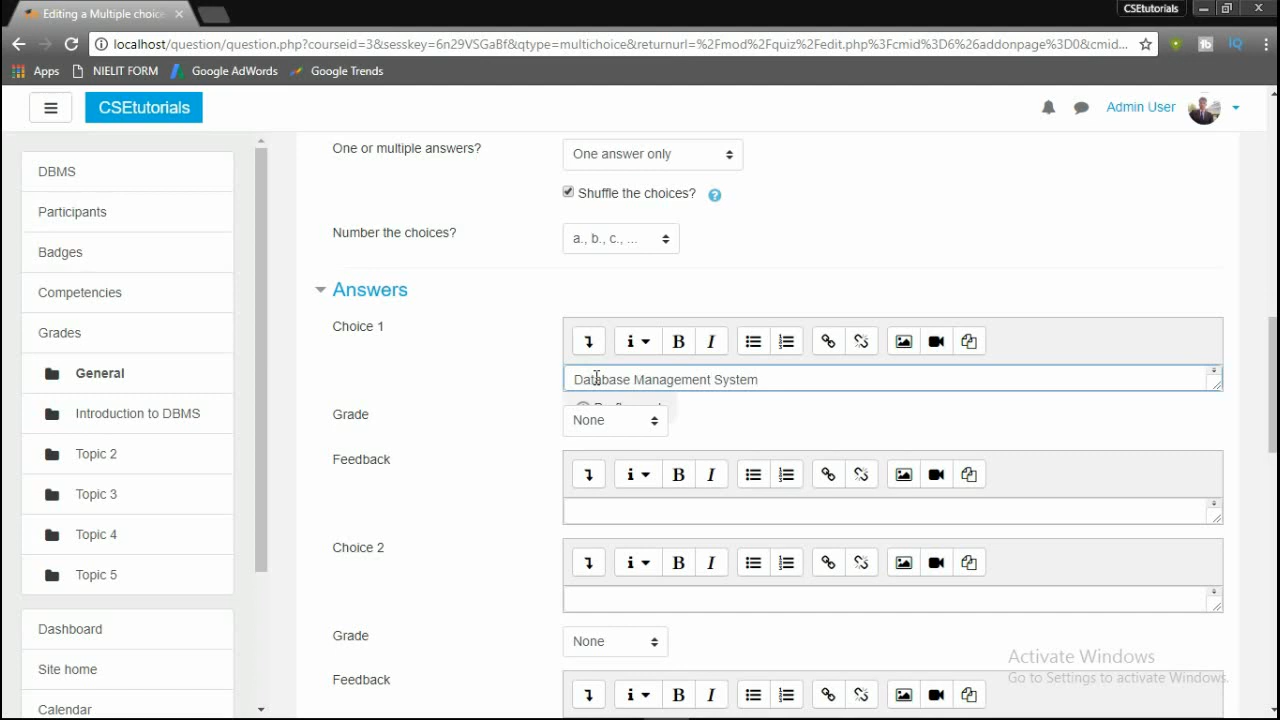 Editing a Multiple choice
CSEtutorials
localhost/question/question.php?courseid=3&sesskey=6n29VSGaBf&qtype=multichoice&returnurl=%2Fmod%2Fquiz%2Fedit.php%3Fcmid%3D6%26addonpage%3D0&cmid...
Apps NIELIT FORM Google AdWords Google Trends
CSEtutorials
Admin User
DBMS
Participants
Badges
Competencies
Grades
General
Introduction to DBMS
Topic 2
Topic 3
Topic 4
Topic 5
Dashboard
Site home
Calendar
One or multiple answers? One answer only
Shuffle the choices?
Number the choices? a., b., c., ...
Answers
Choice 1
Database Management System
Grade None
Feedback
Choice 2
Grade None
Feedback
Activate Windows
Go to Settings to activate Windows.